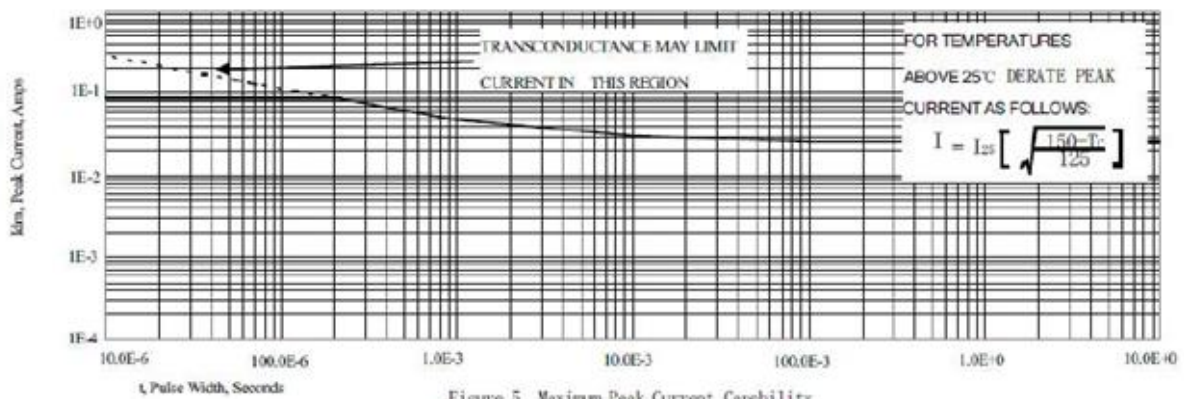 1E+0
1E-1
1E-2
1E-3
1E-4
Idm, Peak Current, Amps
TRANSCONDUCTANCE MAY LIMIT
CURRENT IN THIS REGION
FOR TEMPERATURES
ABOVE 25℃ DERATE PEAK
CURRENT AS FOLLOWS:
I = I25[√(150-Tc/125)]
10.0E-6 100.0E-6 1.0E-3 10.0E-3 100.0E-3 1.0E+0 10.0E+0
t, Pulse Width, Seconds
Figure 5. Maximum Peak Current Capability